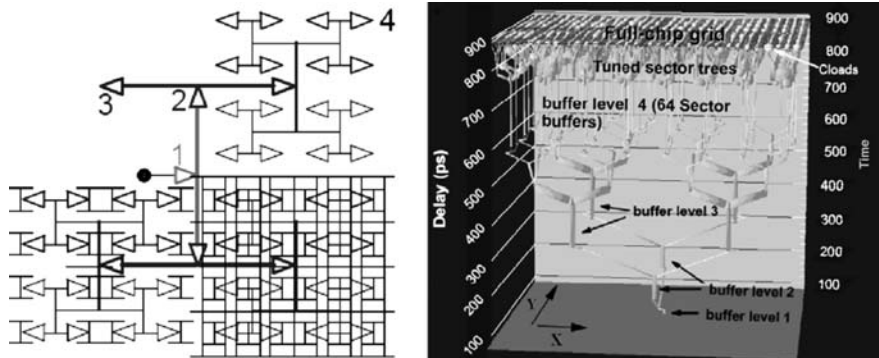 4
3
2
1
Full-chip grid
Tuned sector trees
Cloads
buffer level 4 (64 Sector
buffers)
buffer level 3
buffer level 2
buffer level 1
Delay (ps)
900
800
700
600
500
400
300
200
100
Time
900
800
700
600
500
400
300
200
100
Y
X